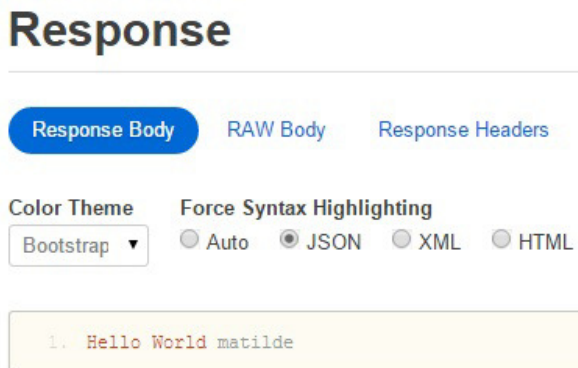 Response
Response Body RAW Body Response Headers
Color Theme Force Syntax Highlighting
Bootstrap Auto JSON XML HTML
1. Hello World matilde